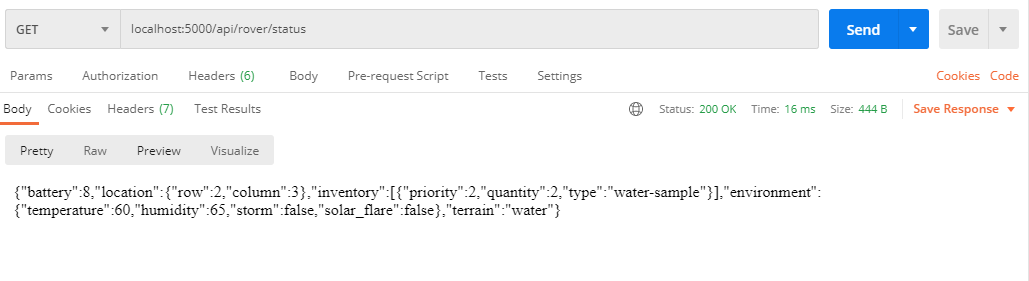 GET localhost:5000/api/rover/status Send Save
Params Authorization Headers (6) Body Pre-request Script Tests Settings Cookies Code
Body Cookies Headers (7) Test Results Status: 200 OK Time: 16 ms Size: 444 B Save Response
Pretty Raw Preview Visualize
{"battery":8,"location":{"row":2,"column":3},"inventory":[{"priority":2,"quantity":2,"type":"water-sample"}],"environment":
{"temperature":60,"humidity":65,"storm":false,"solar_flare":false},"terrain":"water"}